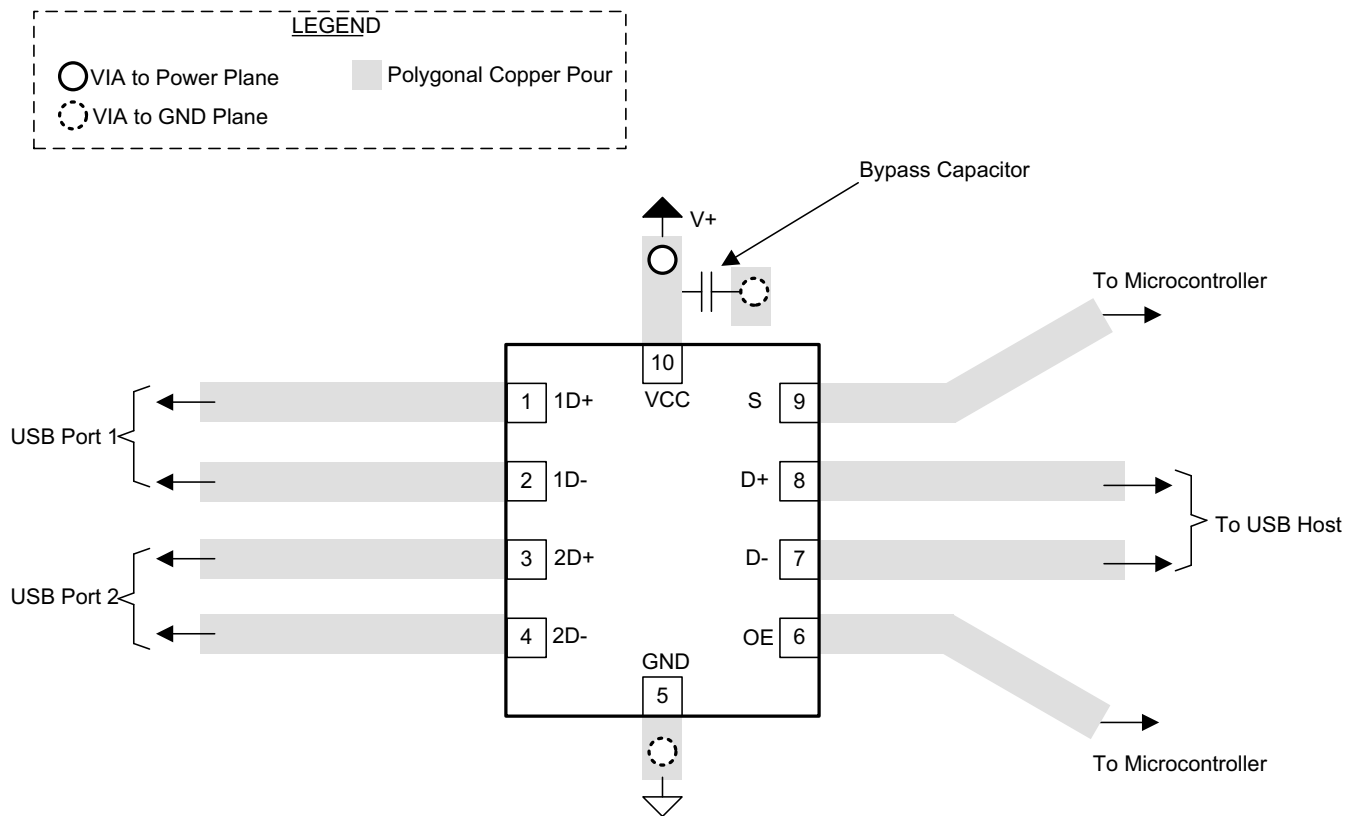 LEGEND
VIA to Power Plane
Polygonal Copper Pour
VIA to GND Plane
Bypass Capacitor
V+
To Microcontroller
10
VCC
1 1D+
S 9
USB Port 1
2 1D-
D+ 8
To USB Host
3 2D+
D- 7
USB Port 2
4 2D-
OE 6
GND
5
To Microcontroller